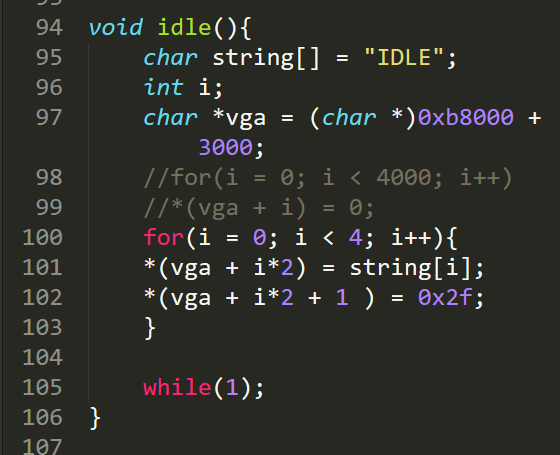 93
94 void idle(){
95 char string[] = "IDLE";
96 int i;
97 char *vga = (char *)0xb8000 +
3000;
98 //for(i = 0; i < 4000; i++)
99 //*(vga + i) = 0;
100 for(i = 0; i < 4; i++){
101 *(vga + i*2) = string[i];
102 *(vga + i*2 + 1 ) = 0x2f;
103 }
104
105 while(1);
106 }
107